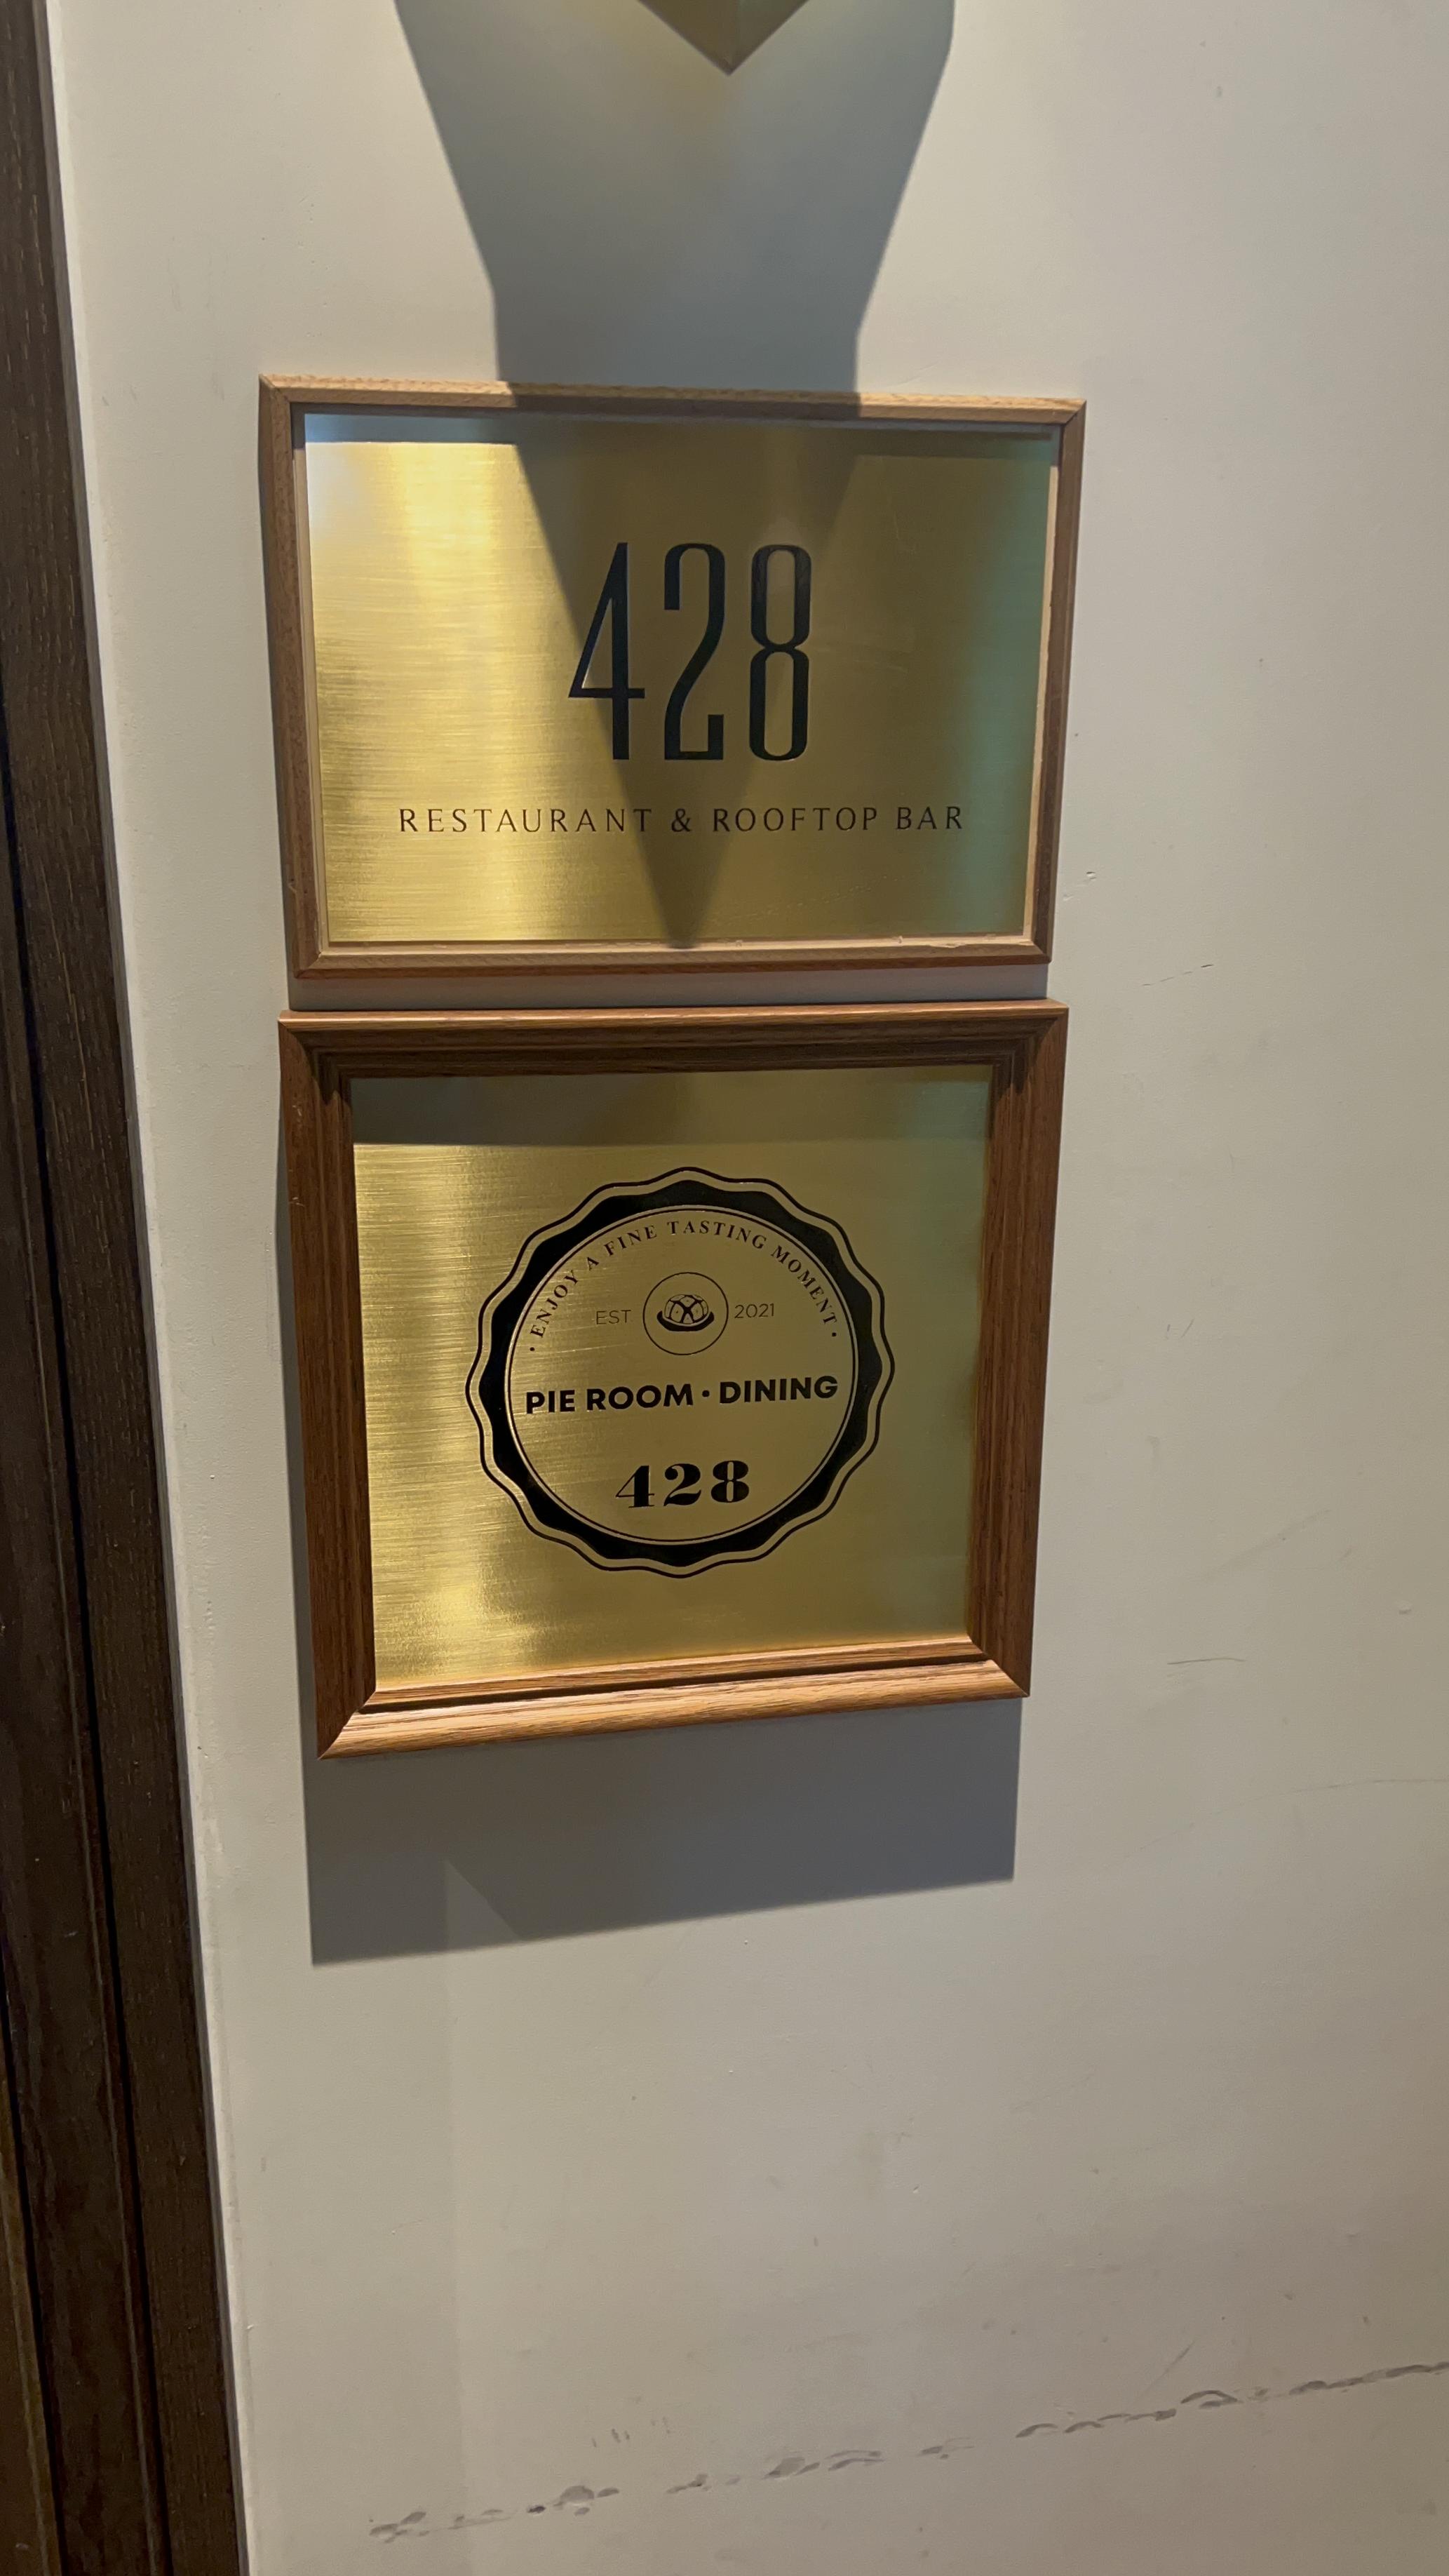 428
RESTAURANT & ROOFTOP BAR
• ENJOY A FINE TASTING MOMENT •
EST 2021
PIE ROOM • DINING
428